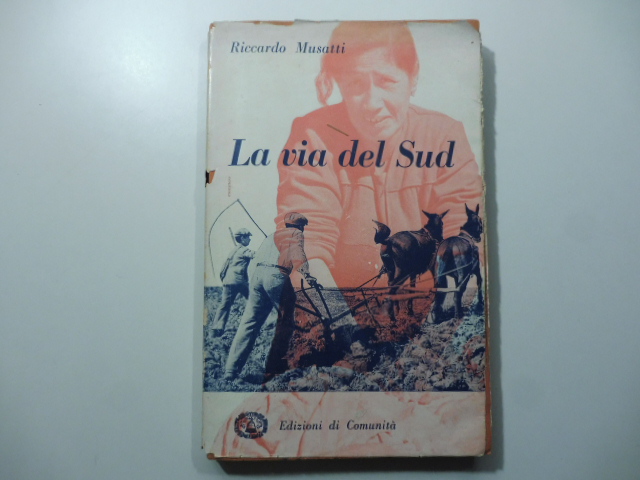 Riccardo Musatti
La via del Sud
Edizioni di Comunità